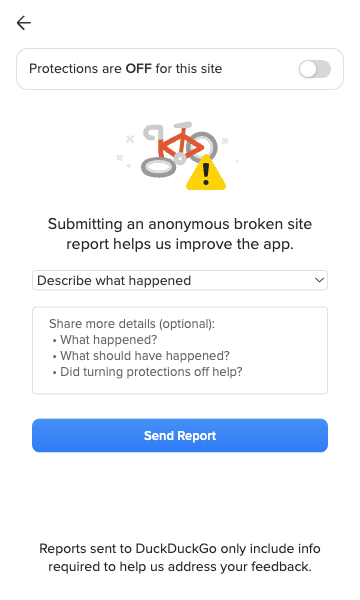 Protections are OFF for this site
Submitting an anonymous broken site
report helps us improve the app.
Describe what happened
Share more details (optional):
• What happened?
• What should have happened?
• Did turning protections off help?
Send Report
Reports sent to DuckDuckGo only include info
required to help us address your feedback.